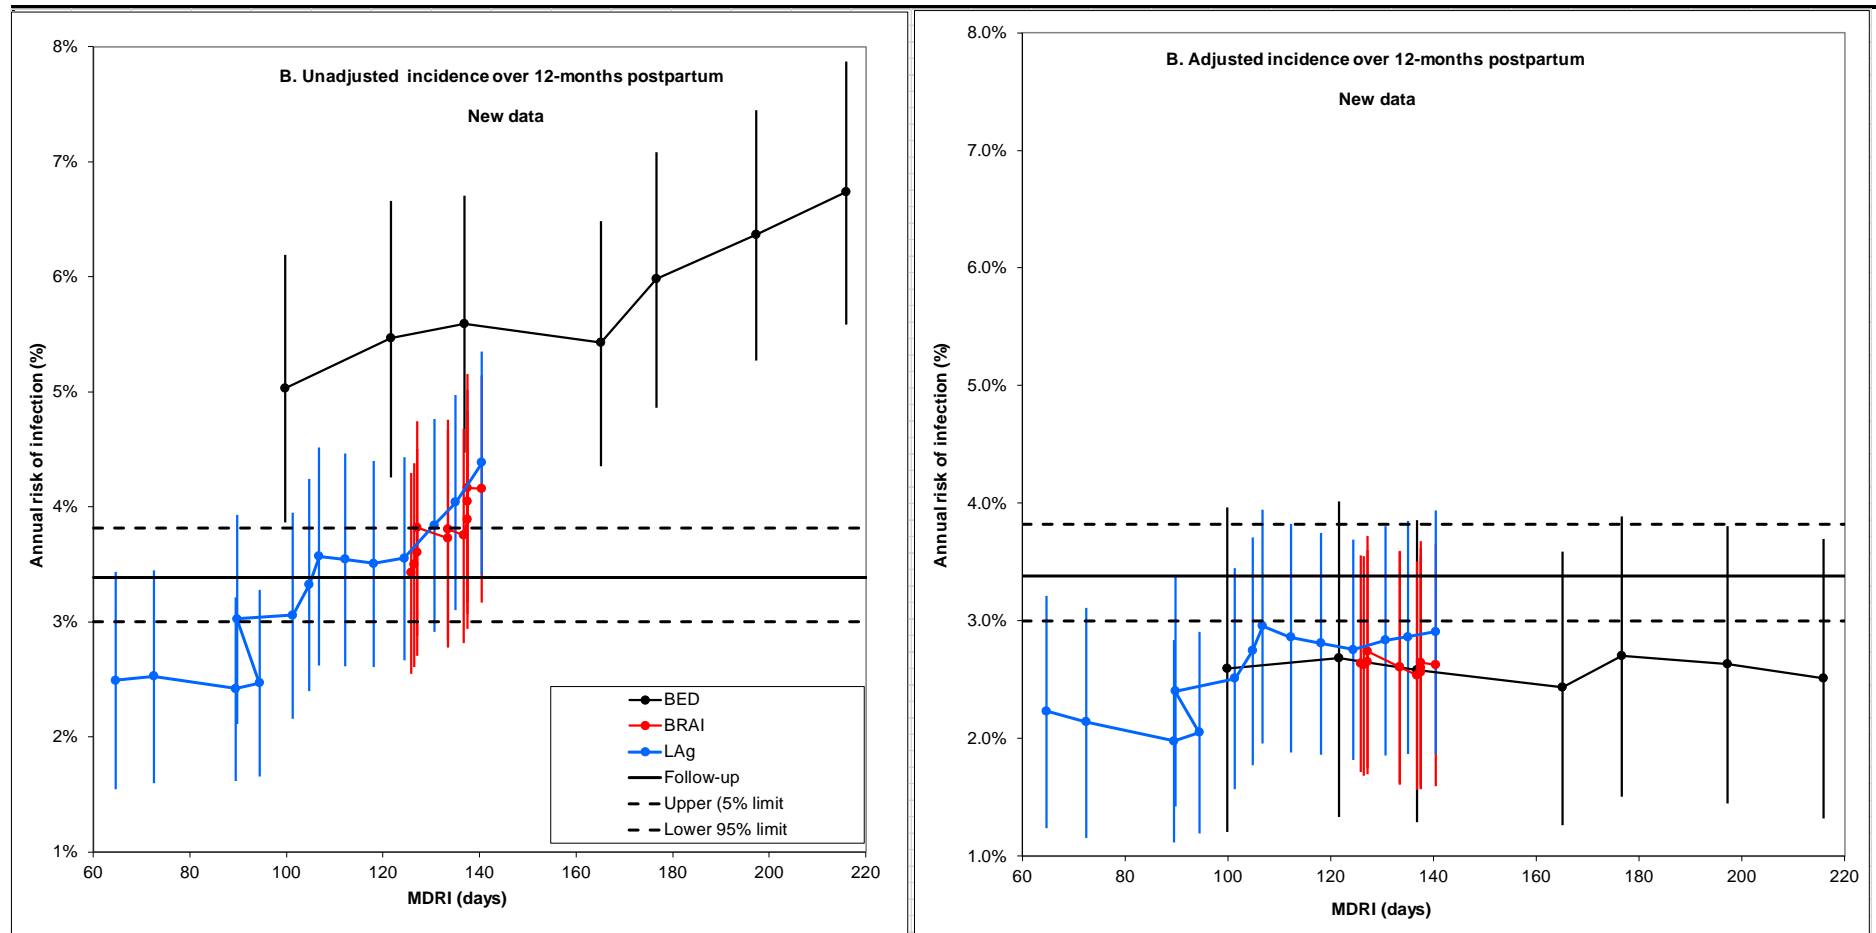 B. Unadjusted incidence over 12-months postpartum
New data
Annual risk of infection (%)
8%
7%
6%
5%
4%
3%
2%
1%
BED
BRAI
LAg
Follow-up
Upper (5% limit
Lower 95% limit
60 80 100 120 140 160 180 200 220
MDRI (days)
B. Adjusted incidence over 12-months postpartum
New data
Annual risk of infection (%)
8.0%
7.0%
6.0%
5.0%
4.0%
3.0%
2.0%
1.0%
60 80 100 120 140 160 180 200 220
MDRI (days)